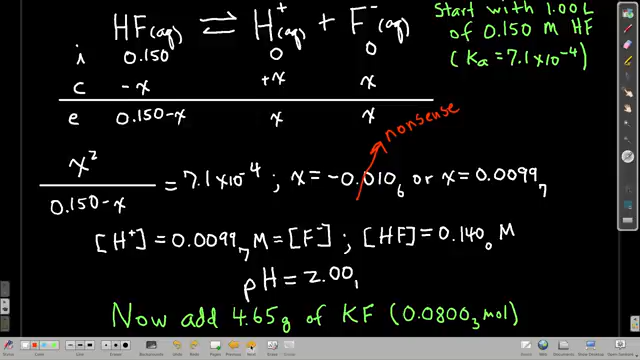 Start with 1.00L
of 0.150 M HF
(Ka = 7.1 x 10⁻⁴)
HF(aq) ⇌ H⁺(aq) + F⁻(aq)
i 0.150 0 0
c -x +x x
e 0.150-x x x
nonsense
x² / 0.150-x = 7.1 x 10⁻⁴ ; x = -0.010₆ or x = 0.0099₇
[H⁺] = 0.0099₇ M = [F⁻] ; [HF] = 0.140₀ M
pH = 2.00₁
Now add 4.65g of KF (0.0800₃ mol)